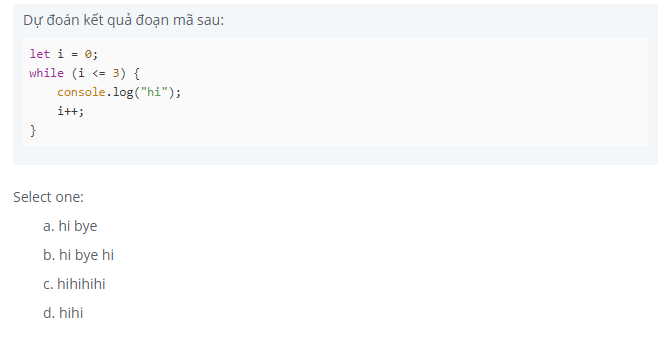 Dự đoán kết quả đoạn mã sau:
let i = 0;
while (i <= 3) {
    console.log("hi");
    i++;
}
Select one:
a. hi bye
b. hi bye hi
c. hihihihi
d. hihi